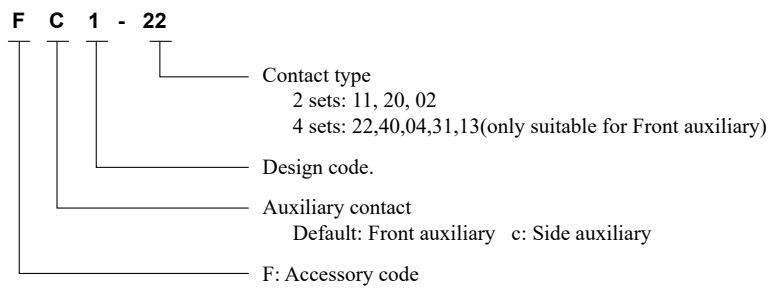 F C 1 - 22
Contact type
2 sets: 11, 20, 02
4 sets: 22,40,04,31,13(only suitable for Front auxiliary)
Design code.
Auxiliary contact
Default: Front auxiliary c: Side auxiliary
F: Accessory code